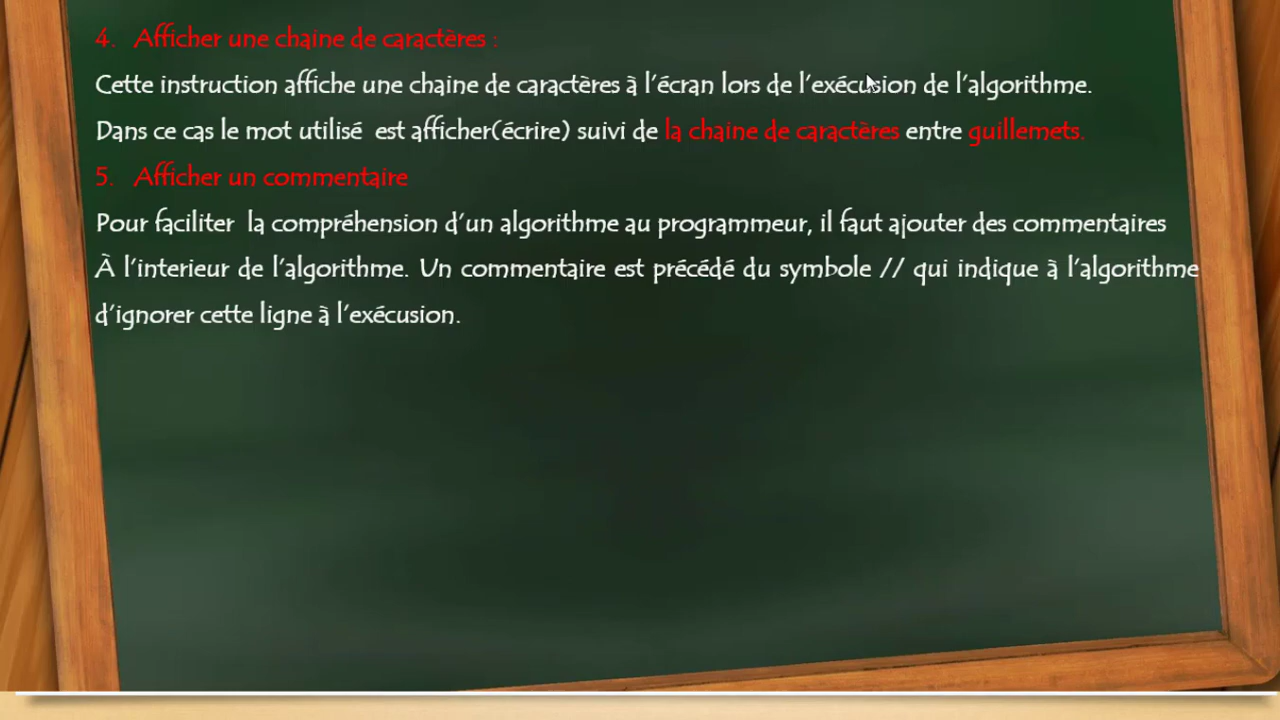 4. Afficher une chaine de caractères :
Cette instruction affiche une chaine de caractères à l'écran lors de l'exécusion de l'algorithme.
Dans ce cas le mot utilisé est afficher(écrire) suivi de la chaine de caractères entre guillemets.
5. Afficher un commentaire
Pour faciliter la compréhension d'un algorithme au programmeur, il faut ajouter des commentaires
À l'interieur de l'algorithme. Un commentaire est précédé du symbole // qui indique à l'algorithme
d'ignorer cette ligne à l'exécusion.